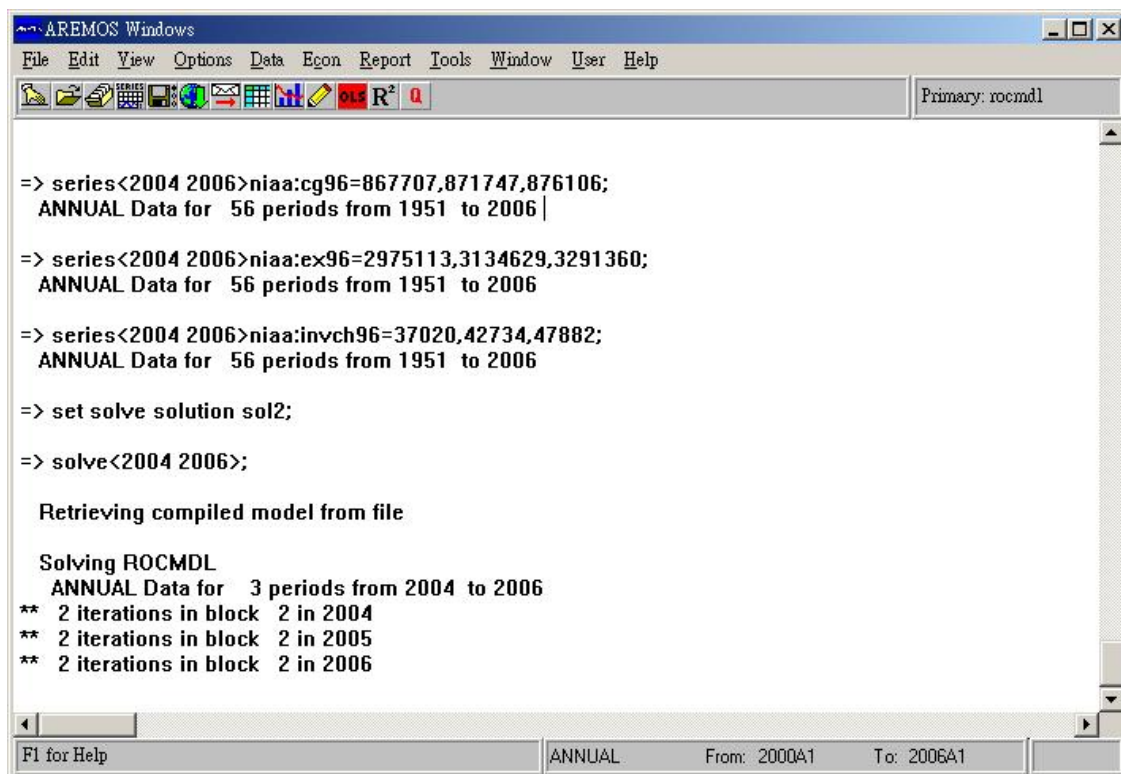 AREMOS Windows
File Edit View Options Data Econ Report Tools Window User Help
SERIES OLS R² Q Primary: rocmdl
=> series<2004 2006>niaa:cg96=867707,871747,876106;
ANNUAL Data for 56 periods from 1951 to 2006
=> series<2004 2006>niaa:ex96=2975113,3134629,3291360;
ANNUAL Data for 56 periods from 1951 to 2006
=> series<2004 2006>niaa:invch96=37020,42734,47882;
ANNUAL Data for 56 periods from 1951 to 2006
=> set solve solution sol2;
=> solve<2004 2006>;
Retrieving compiled model from file
Solving ROCMDL
ANNUAL Data for 3 periods from 2004 to 2006
** 2 iterations in block 2 in 2004
** 2 iterations in block 2 in 2005
** 2 iterations in block 2 in 2006
F1 for Help ANNUAL From: 2000A1 To: 2006A1